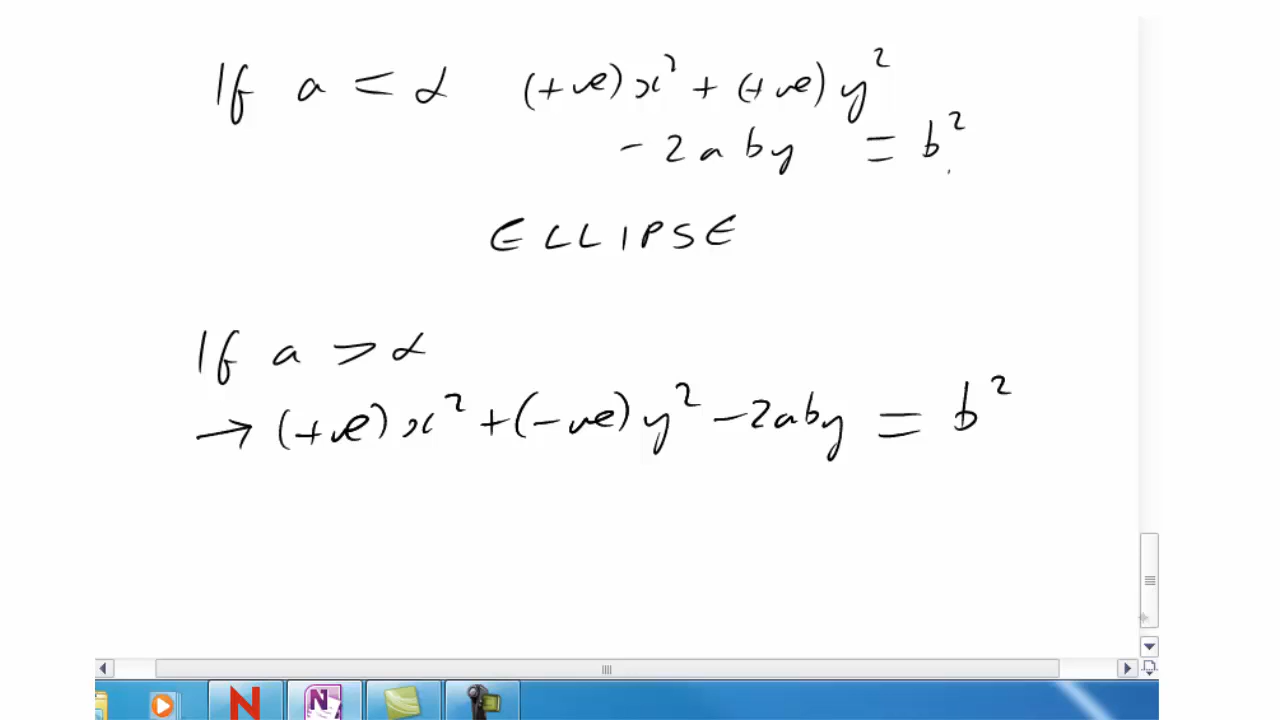 If a < α (+ve)x² + (+ve)y²
- 2aby = b²
ELLIPSE
If a > α
→ (+ve)x² + (-ve)y² - 2aby = b²
N N